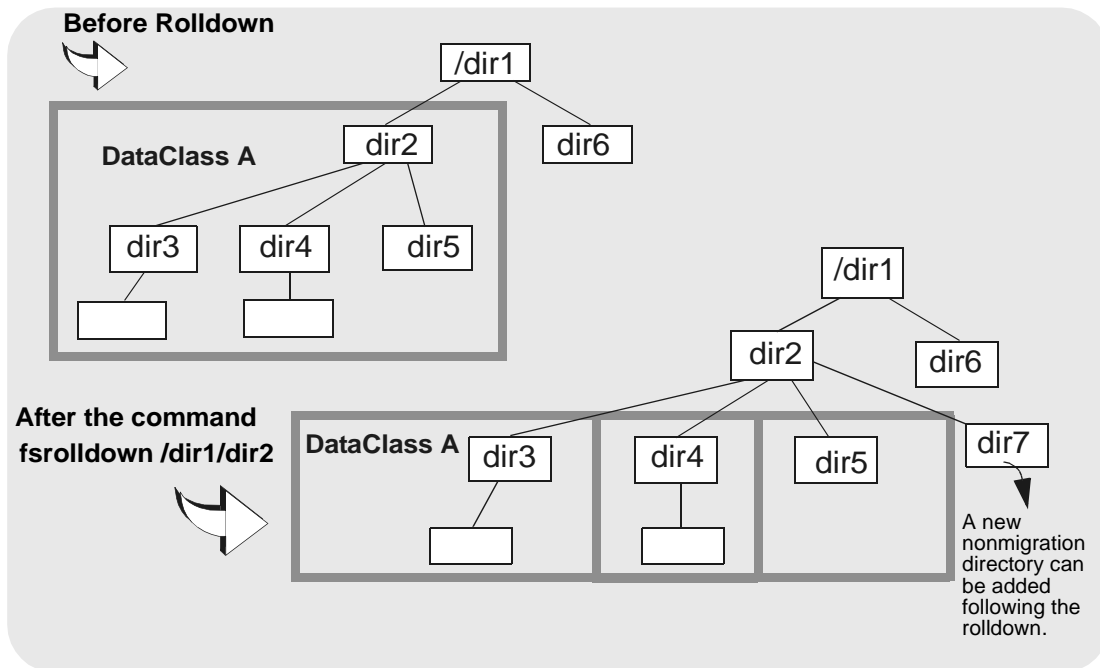 Before Rolldown
/dir1
dir2
dir6
DataClass A
dir3
dir4
dir5
/dir1
dir2
dir6
After the command
fsrolldown /dir1/dir2
DataClass A
dir3
dir4
dir5
dir7
A new
nonmigration
directory can
be added
following the
rolldown.